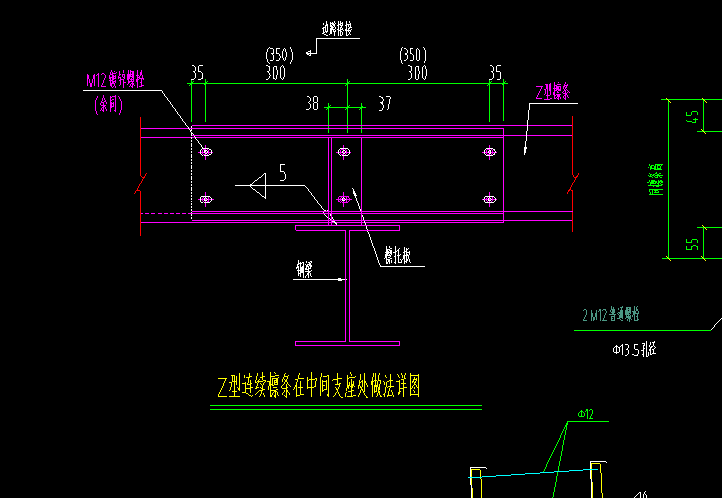 边跨搭接
(350) (350)
35 300 300 35
M12镀锌螺栓
(余同)
38 37
Z型檩条
45
5
同檩条高
檩托板
钢梁
55
2 M12普通螺栓
Φ13.5孔径
Z型连续檩条在中间支座处做法详图
Φ12